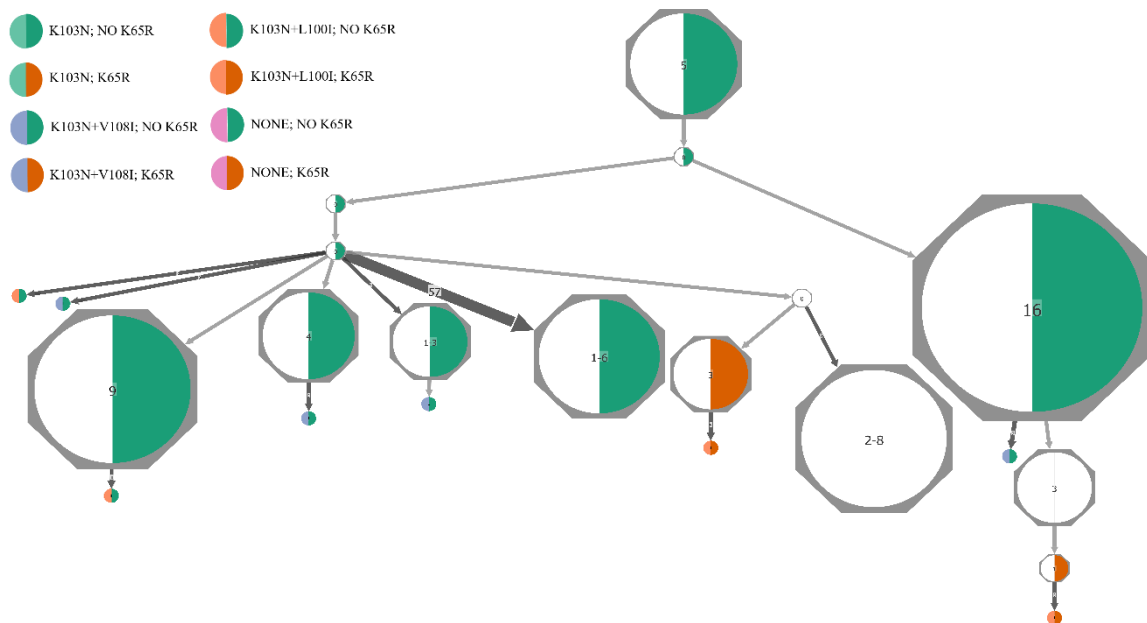 K103N; NO K65R
K103N+L100I; NO K65R
K103N; K65R
K103N+L100I; K65R
K103N+V108I; NO K65R
NONE; NO K65R
K103N+V108I; K65R
NONE; K65R
5
57
16
9
4
1-6
3
2-8
3